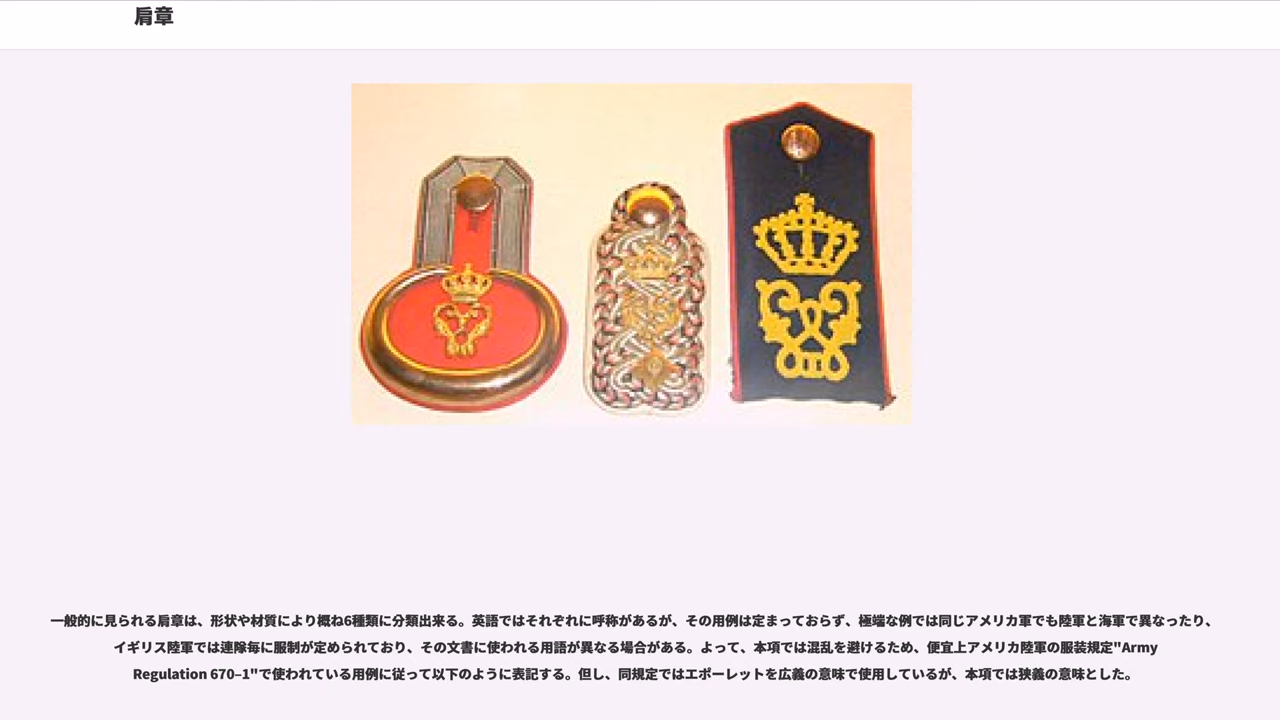 肩章
一般的に見られる肩章は、形状や材質により概ね6種類に分類出来る。英語ではそれぞれに呼称があるが、その用例は定まっておらず、極端な例では同じアメリカ軍でも陸軍と海軍で異なったり、
イギリス陸軍では連隊毎に服制が定められており、その文書に使われる用語が異なる場合がある。よって、本項では混乱を避けるため、便宜上アメリカ陸軍の服装規定"Army
Regulation 670–1"で使われている用例に従って以下のように表記する。但し、同規定ではエポーレットを広義の意味で使用しているが、本項では狭義の意味とした。